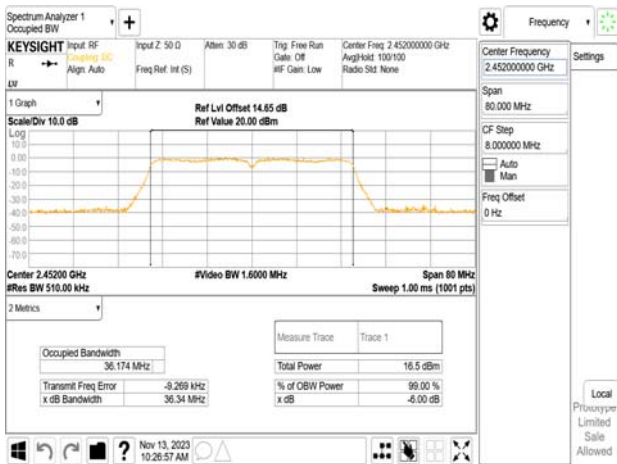 Spectrum Analyzer 1
Occupied BW
Frequency
KEYSIGHT
R
LXI
Input: RF
Coupling: DC
Align: Auto
Input Z: 50 Ω
Freq Ref: Int (S)
Atten: 30 dB
Trig: Free Run
Gate: Off
#IF Gain: Low
Center Freq: 2.452000000 GHz
Avg|Hold: 100/100
Radio Std: None
Center Frequency
2.452000000 GHz
Settings
Span
80.000 MHz
CF Step
8.000000 MHz
Auto
Man
Freq Offset
0 Hz
1 Graph
Scale/Div 10.0 dB
Ref Lvl Offset 14.65 dB
Ref Value 20.00 dBm
Log
10.0
0.00
-10.0
-20.0
-30.0
-40.0
-50.0
-60.0
-70.0
Center 2.45200 GHz
#Video BW 1.6000 MHz
Span 80 MHz
#Res BW 510.00 kHz
Sweep 1.00 ms (1001 pts)
2 Metrics
Measure Trace
Trace 1
Occupied Bandwidth
36.174 MHz
Total Power
16.5 dBm
Transmit Freq Error
-9.269 kHz
% of OBW Power
99.00 %
x dB Bandwidth
36.34 MHz
x dB
-6.00 dB
Local
Prototype
Limited
Sale
Allowed
?
Nov 13, 2023
10:26:57 AM